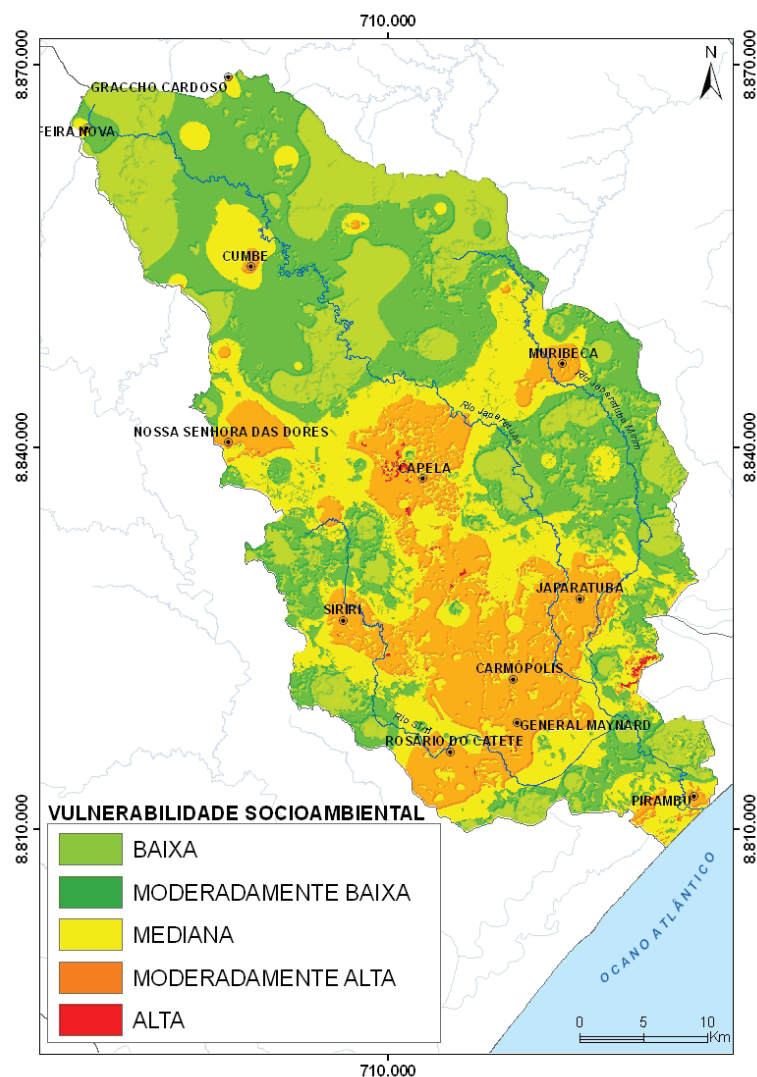 710.000
8.870.000
8.870.000
N
GRACCHO CARDOSO
FEIRA NOVA
CUMBE
MURIBECA
Rio Japaratuba Mirim
Rio Japaratuba
NOSSA SENHORA DAS DORES
8.840.000
8.840.000
CAPELA
JAPARATUBA
SIRIRI
CARMÓPOLIS
GENERAL MAYNARD
ROSÁRIO DO CATETE
PIRAMBU
VULNERABILIDADE SOCIOAMBIENTAL
8.810.000
8.810.000
BAIXA
MODERADAMENTE BAIXA
MEDIANA
MODERADAMENTE ALTA
ALTA
OCANO ATLÂNTICO
0 5 10
Km
710.000